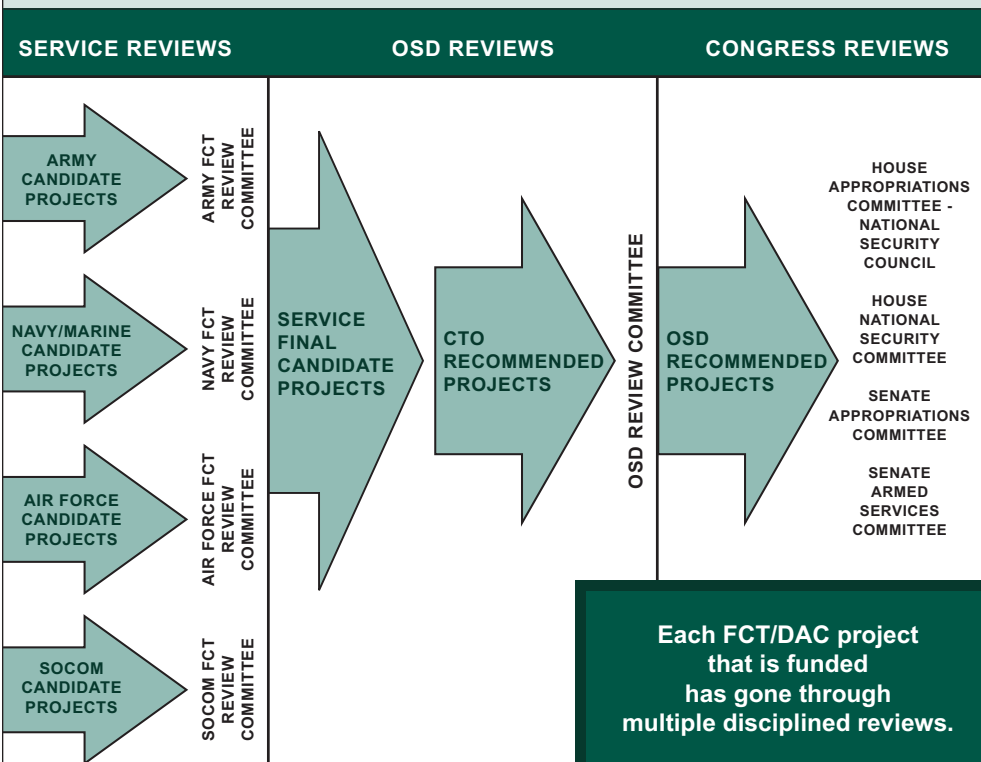 SERVICE REVIEWS
OSD REVIEWS
CONGRESS REVIEWS
ARMY
CANDIDATE
PROJECTS
ARMY FCT
REVIEW
COMMITTEE
NAVY/MARINE
CANDIDATE
PROJECTS
NAVY FCT
REVIEW
COMMITTEE
AIR FORCE
CANDIDATE
PROJECTS
AIR FORCE FCT
REVIEW
COMMITTEE
SOCOM
CANDIDATE
PROJECTS
SOCOM FCT
REVIEW
COMMITTEE
SERVICE
FINAL
CANDIDATE
PROJECTS
CTO
RECOMMENDED
PROJECTS
OSD REVIEW COMMITTEE
OSD
RECOMMENDED
PROJECTS
HOUSE
APPROPRIATIONS
COMMITTEE -
NATIONAL
SECURITY
COUNCIL
HOUSE
NATIONAL
SECURITY
COMMITTEE
SENATE
APPROPRIATIONS
COMMITTEE
SENATE
ARMED
SERVICES
COMMITTEE
Each FCT/DAC project
that is funded
has gone through
multiple disciplined reviews.